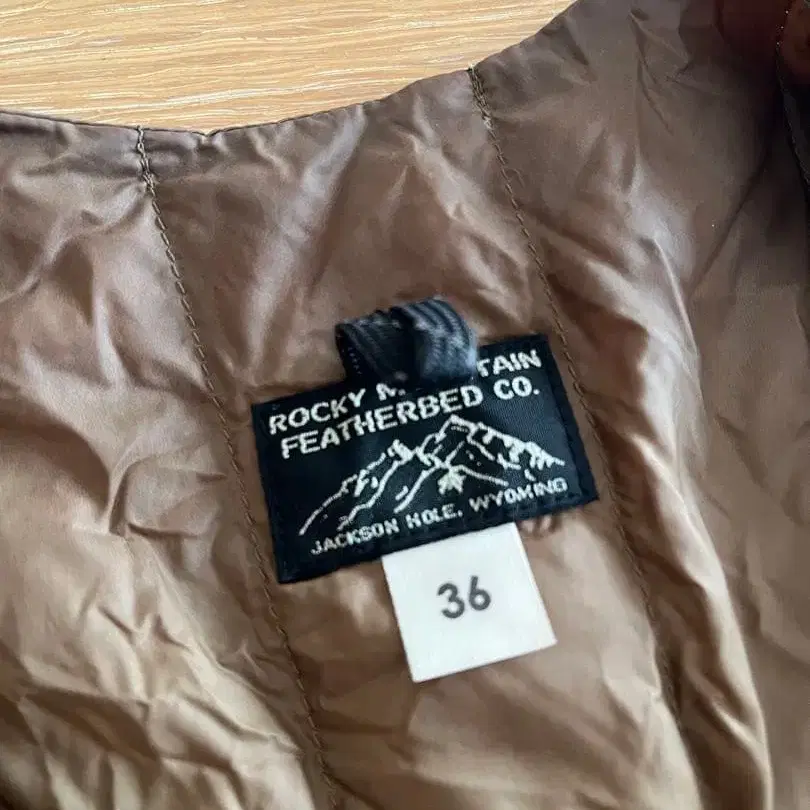 ROCKY M TAIN
FEATHERBED CO.
JACKSON HOLE, WYOMING
36